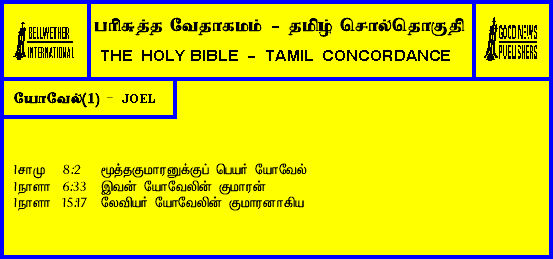 BELLWETHER
INTERNATIONAL
பரிசுத்த வேதாகமம் - தமிழ் சொல்தொகுதி
THE HOLY BIBLE - TAMIL CONCORDANCE
GOOD NEWS
PUBLISHERS
யோவேல்(1) - JOEL
1சாமு 8:2 மூத்தகுமாரனுக்குப் பெயர் யோவேல்
1நாளா 6:33 இவன் யோவேலின் குமாரன்
1நாளா 15:17 லேவியர் யோவேலின் குமாரனாகிய